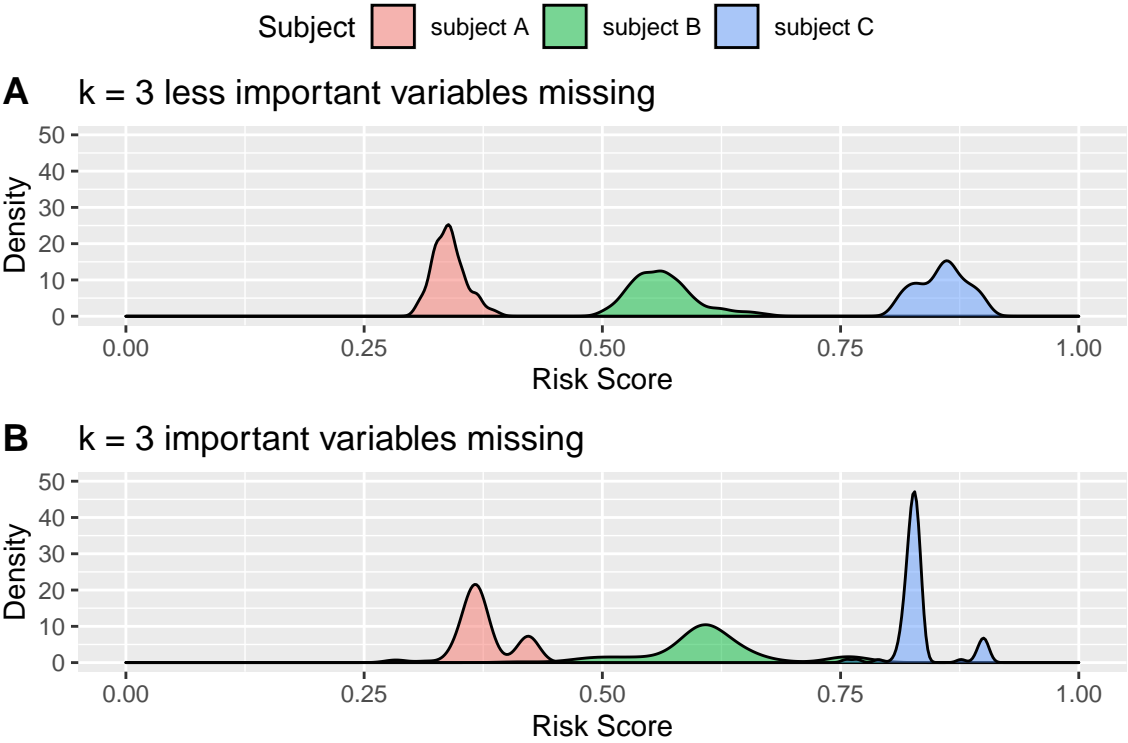 Subject subject A subject B subject C
A k = 3 less important variables missing
50
40
30
20
10
0
Density
0.00 0.25 0.50 0.75 1.00
Risk Score
B k = 3 important variables missing
50
40
30
20
10
0
Density
0.00 0.25 0.50 0.75 1.00
Risk Score